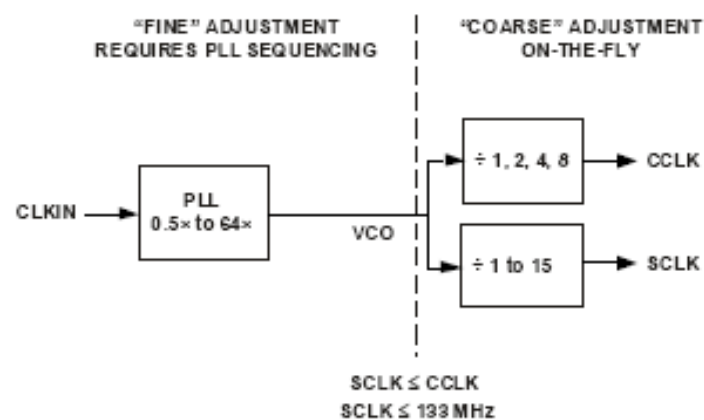 “FINE” ADJUSTMENT
REQUIRES PLL SEQUENCING
“COARSE” ADJUSTMENT
ON-THE-FLY
÷ 1, 2, 4, 8
CCLK
CLKIN
PLL
0.5× to 64×
VCO
÷ 1 to 15
SCLK
SCLK ≤ CCLK
SCLK ≤ 133 MHz